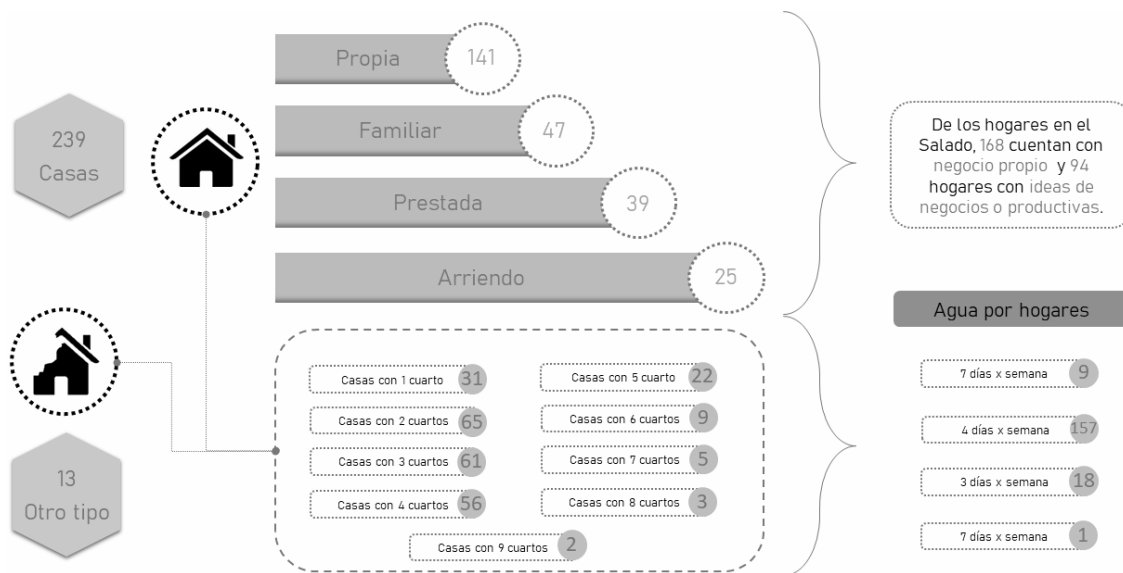 239
Casas
13
Otro tipo
Propia 141
Familiar 47
Prestada 39
Arriendo 25
Casas con 1 cuarto 31
Casas con 2 cuartos 65
Casas con 3 cuartos 61
Casas con 4 cuartos 56
Casas con 5 cuarto 22
Casas con 6 cuartos 9
Casas con 7 cuartos 5
Casas con 8 cuartos 3
Casas con 9 cuartos 2
De los hogares en el
Salado, 168 cuentan con
negocio propio y 94
hogares con ideas de
negocios o productivas.
Agua por hogares
7 días x semana 9
4 días x semana 157
3 días x semana 18
7 días x semana 1